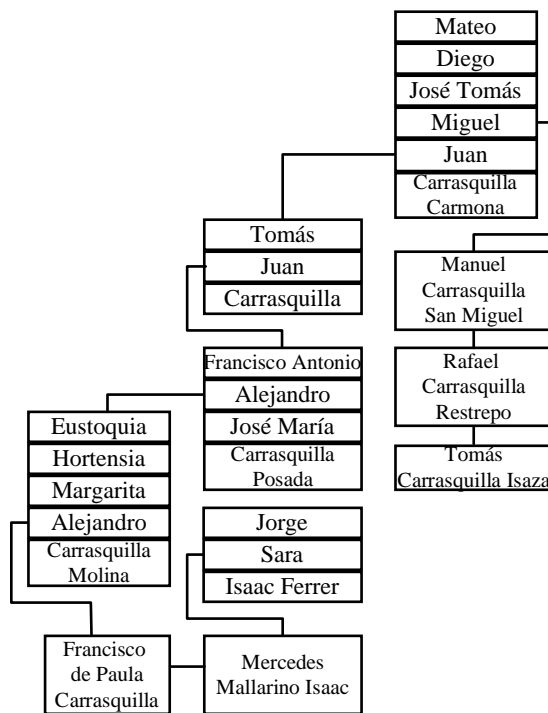 Mateo
Diego
José Tomás
Miguel
Juan
Carrasquilla
Carmona
Tomás
Juan
Carrasquilla
Manuel
Carrasquilla
San Miguel
Francisco Antonio
Alejandro
José María
Carrasquilla
Posada
Rafael
Carrasquilla
Restrepo
Tomás
Carrasquilla Isaza
Eustoquia
Hortensia
Margarita
Alejandro
Carrasquilla
Molina
Jorge
Sara
Isaac Ferrer
Francisco
de Paula
Carrasquilla
Mercedes
Mallarino Isaac